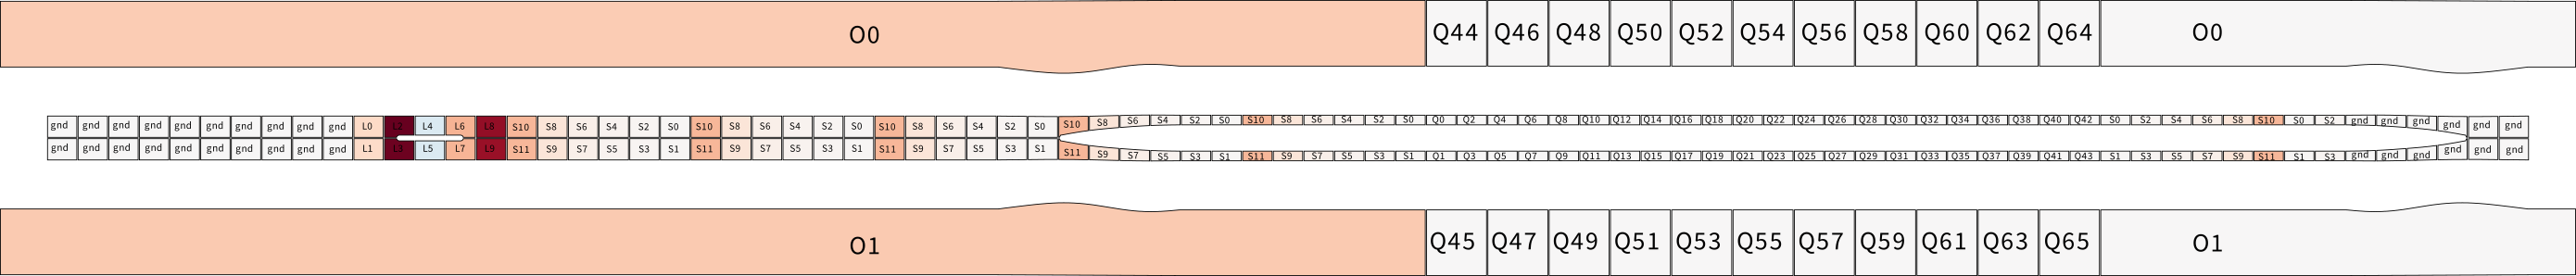 O0 Q44 Q46 Q48 Q50 Q52 Q54 Q56 Q58 Q60 Q62 Q64 O0
gnd gnd gnd gnd gnd gnd gnd gnd gnd gnd L0 L2 L4 L6 L8 S10 S8 S6 S4 S2 S0 S10 S8 S6 S4 S2 S0 S10 S8 S6 S4 S2 S0 S10 S8 S6 S4 S2 S0 S10 S8 S6 S4 S2 S0 Q0 Q2 Q4 Q6 Q8 Q10 Q12 Q14 Q16 Q18 Q20 Q22 Q24 Q26 Q28 Q30 Q32 Q34 Q36 Q38 Q40 Q42 S0 S2 S4 S6 S8 S10 S0 S2 gnd gnd gnd gnd gnd gnd
gnd gnd gnd gnd gnd gnd gnd gnd gnd gnd L1 L3 L5 L7 L9 S11 S9 S7 S5 S3 S1 S11 S9 S7 S5 S3 S1 S11 S9 S7 S5 S3 S1 S11 S9 S7 S5 S3 S1 S11 S9 S7 S5 S3 S1 Q1 Q3 Q5 Q7 Q9 Q11 Q13 Q15 Q17 Q19 Q21 Q23 Q25 Q27 Q29 Q31 Q33 Q35 Q37 Q39 Q41 Q43 S1 S3 S5 S7 S9 S11 S1 S3 gnd gnd gnd gnd gnd gnd
O1 Q45 Q47 Q49 Q51 Q53 Q55 Q57 Q59 Q61 Q63 Q65 O1